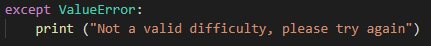 except ValueError:
    print ("Not a valid difficulty, please try again")